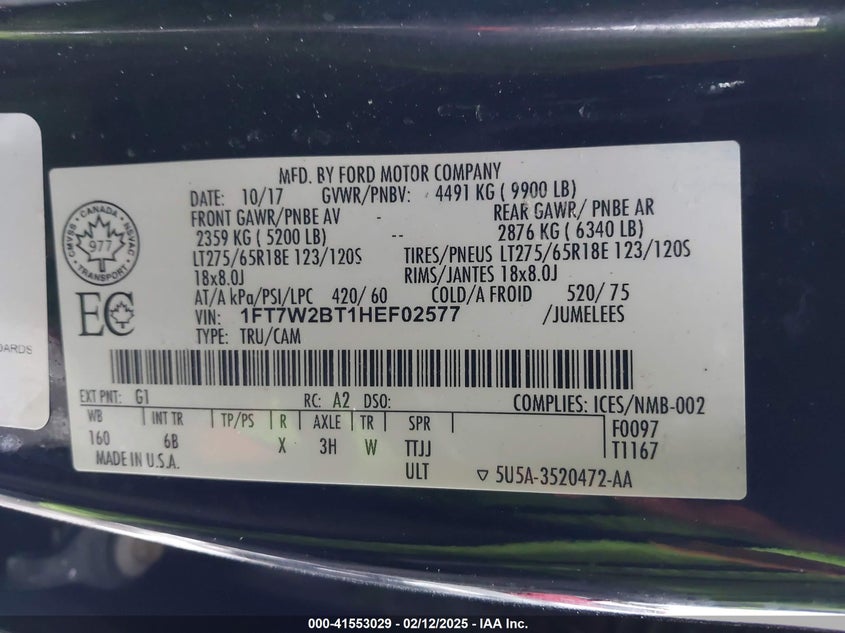 MFD. BY FORD MOTOR COMPANY
DATE: 10/17 GVWR/PNBV: 4491 KG ( 9900 LB)
FRONT GAWR/PNBE AV - REAR GAWR/ PNBE AR
2359 KG ( 5200 LB) -- 2876 KG ( 6340 LB)
LT275/65R18E 123/120S TIRES/PNEUS LT275/65R18E 123/120S
18x8.0J RIMS/JANTES 18x8.0J
AT/A kPa/PSI/LPC 420/ 60 COLD/A FROID 520/ 75
VIN: 1FT7W2BT1HEF02577 /JUMELEES
TYPE: TRU/CAM
CANADA
CMVSS NSVAC
977
TRANSPORT
EC
OARDS
EXT PNT: G1 RC: A2 DSO: COMPLIES: ICES/NMB-002
WB INT TR TP/PS R AXLE TR SPR F0097
160 6B X 3H W TTJJ T1167
MADE IN U.S.A. ULT 5U5A-3520472-AA
000-41553029 - 02/12/2025 - IAA Inc.